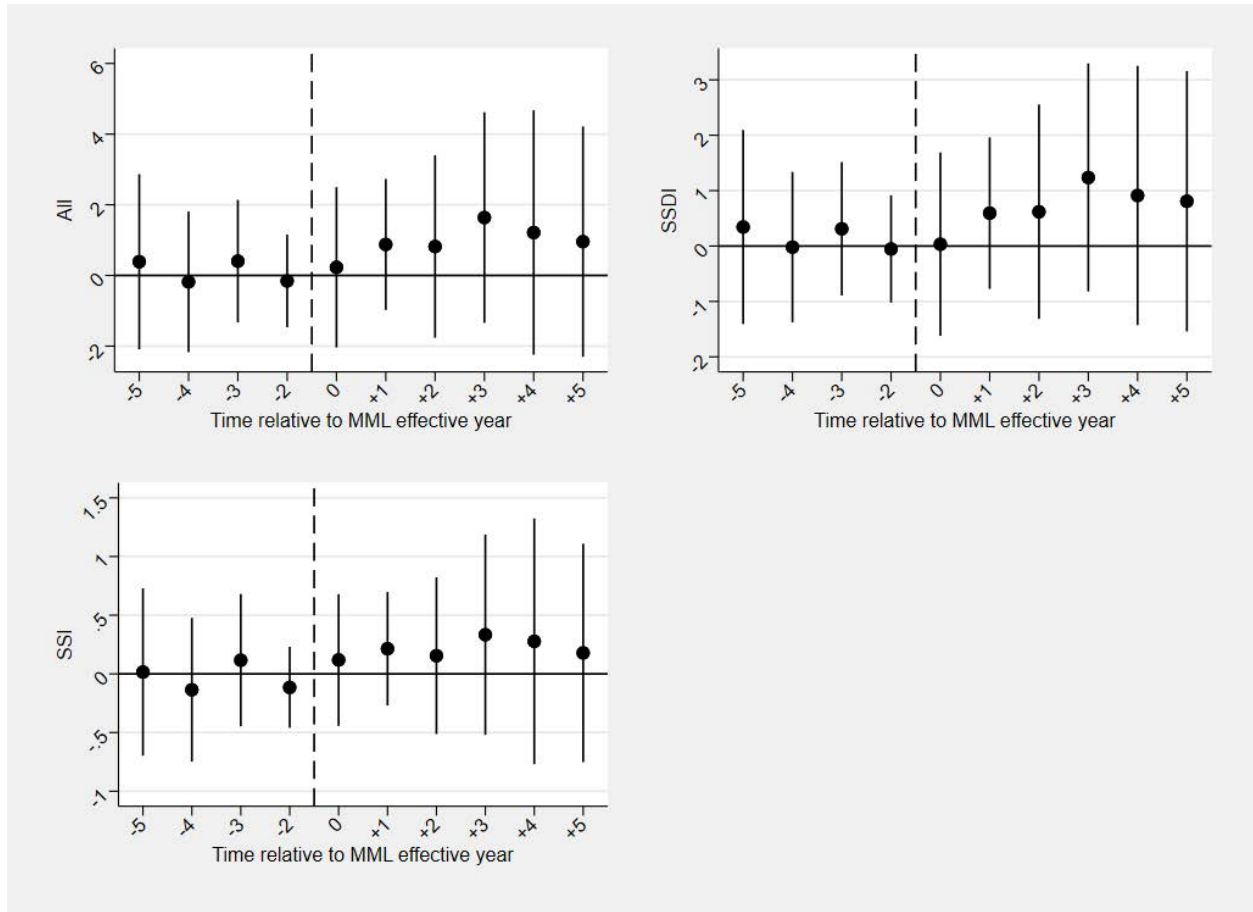 All
6
4
2
0
-2
-5 -4 -3 -2 0 +1 +2 +3 +4 +5
Time relative to MML effective year
SSDI
3
2
1
0
-1
-2
-5 -4 -3 -2 0 +1 +2 +3 +4 +5
Time relative to MML effective year
SSI
1.5
1
.5
0
-.5
-1
-5 -4 -3 -2 0 +1 +2 +3 +4 +5
Time relative to MML effective year